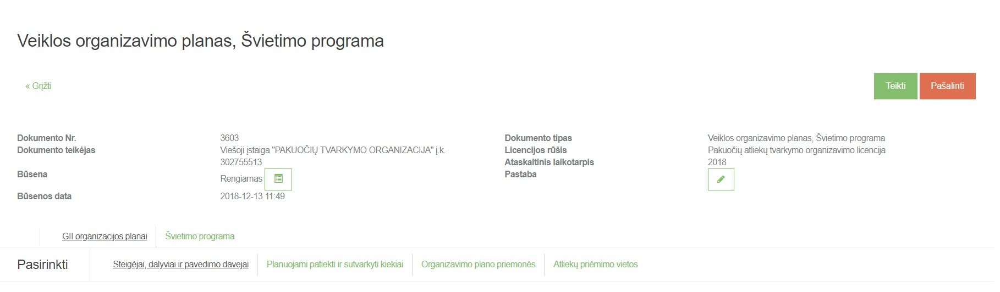 Veiklos organizavimo planas, Švietimo programa
« Grįžti
Teikti
Pašalinti
Dokumento Nr.
3603
Dokumento tipas
Veiklos organizavimo planas, Švietimo programa
Dokumento teikėjas
Viešoji įstaiga "PAKUOČIŲ TVARKYMO ORGANIZACIJA" į.k.
302755513
Licencijos rūšis
Pakuočių atliekų tvarkymo organizavimo licencija
Ataskaitinis laikotarpis
2018
Būsena
Rengiamas
Pastaba
Būsenos data
2018-12-13 11:49
GII organizacijos planai
Švietimo programa
Pasirinkti
Steigėjai, dalyviai ir pavedimo davejai
Planuojami patiekti ir sutvarkyti kiekiai
Organizavimo plano priemonės
Atliekų priėmimo vietos